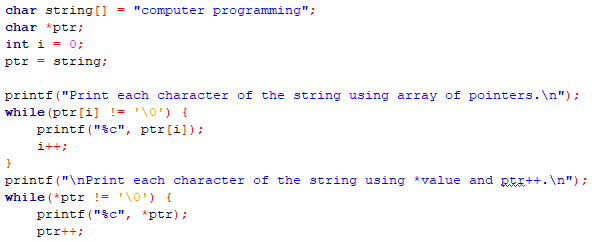 char string[] = "computer programming";
char *ptr;
int i = 0;
ptr = string;
printf("Print each character of the string using array of pointers.\n");
while(ptr[i] != '\0') {
printf("%c", ptr[i]);
i++;
}
printf("\nPrint each character of the string using *value and ptr++.\n");
while(*ptr != '\0') {
printf("%c", *ptr);
ptr++;